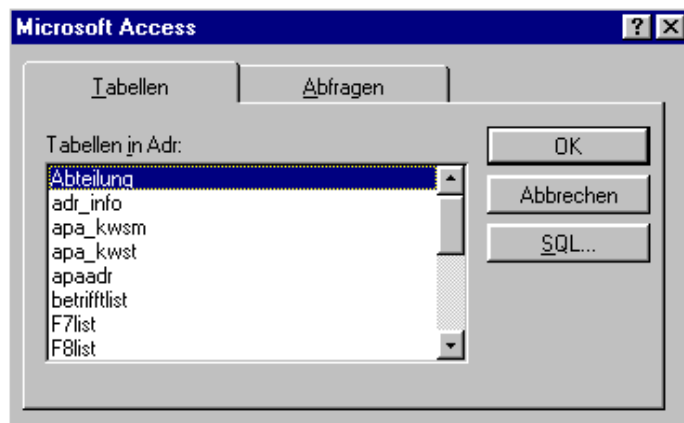 Microsoft Access
Tabellen
Abfragen
Tabellen in Adr:
Abteilung
adr_info
apa_kwsm
apa_kwst
apaadr
betrifftlist
F7list
F8list
OK
Abbrechen
SQL...